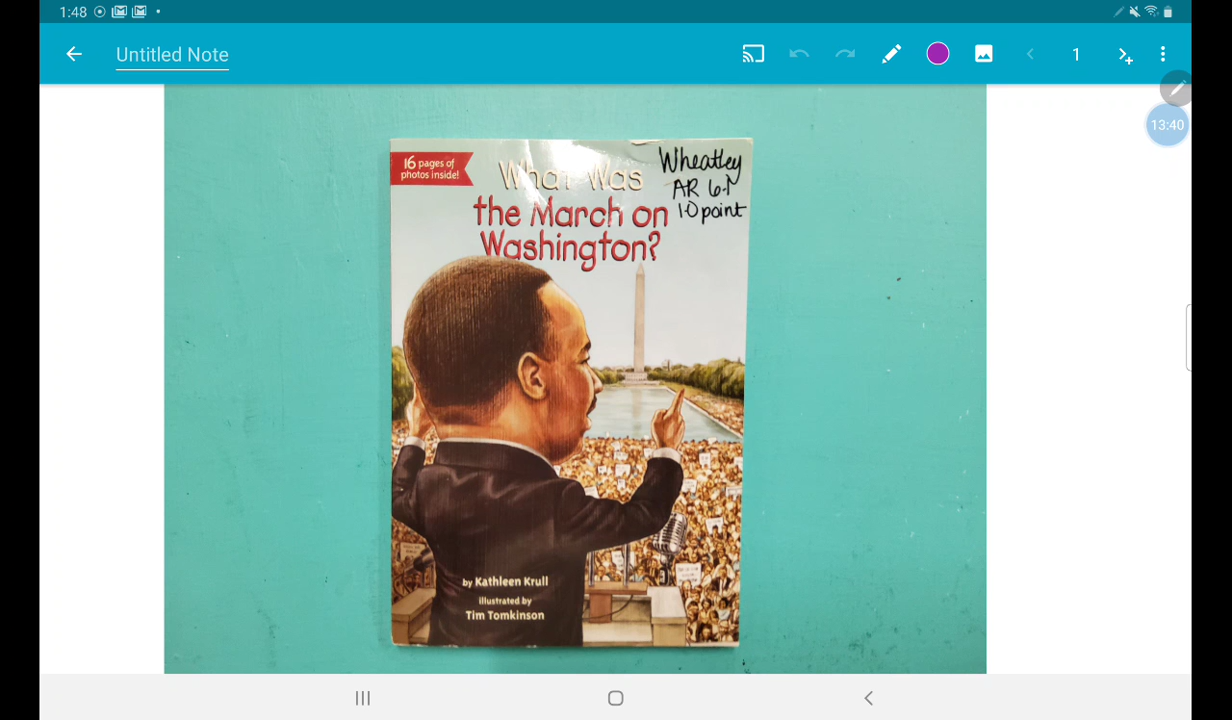 1:48
Untitled Note
1
13:40
16 pages of
photos inside!
What Was
the March on
Washington?
Wheatley
AR 6.1
1.0 point
by Kathleen Krull
illustrated by
Tim Tomkinson